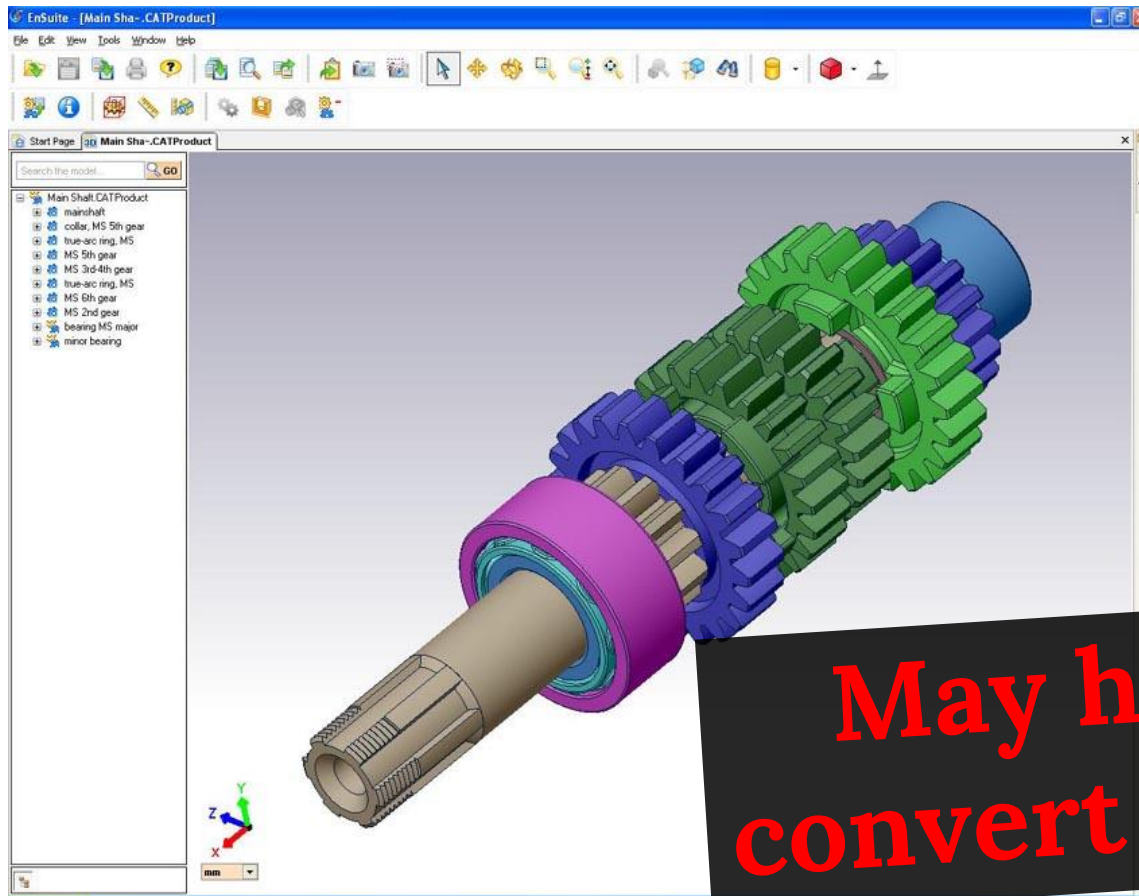 EnSuite - [Main Sha-.CATProduct]
File Edit View Tools Window Help
Start Page 3D Main Sha-.CATProduct
Search the model... GO
Main Shaft.CATProduct
mainshaft
collar, MS 5th gear
true-arc ring, MS
MS 5th gear
MS 3rd-4th gear
true-arc ring, MS
MS 6th gear
MS 2nd gear
bearing MS major
minor bearing
Y
Z
X
mm
May h
convert